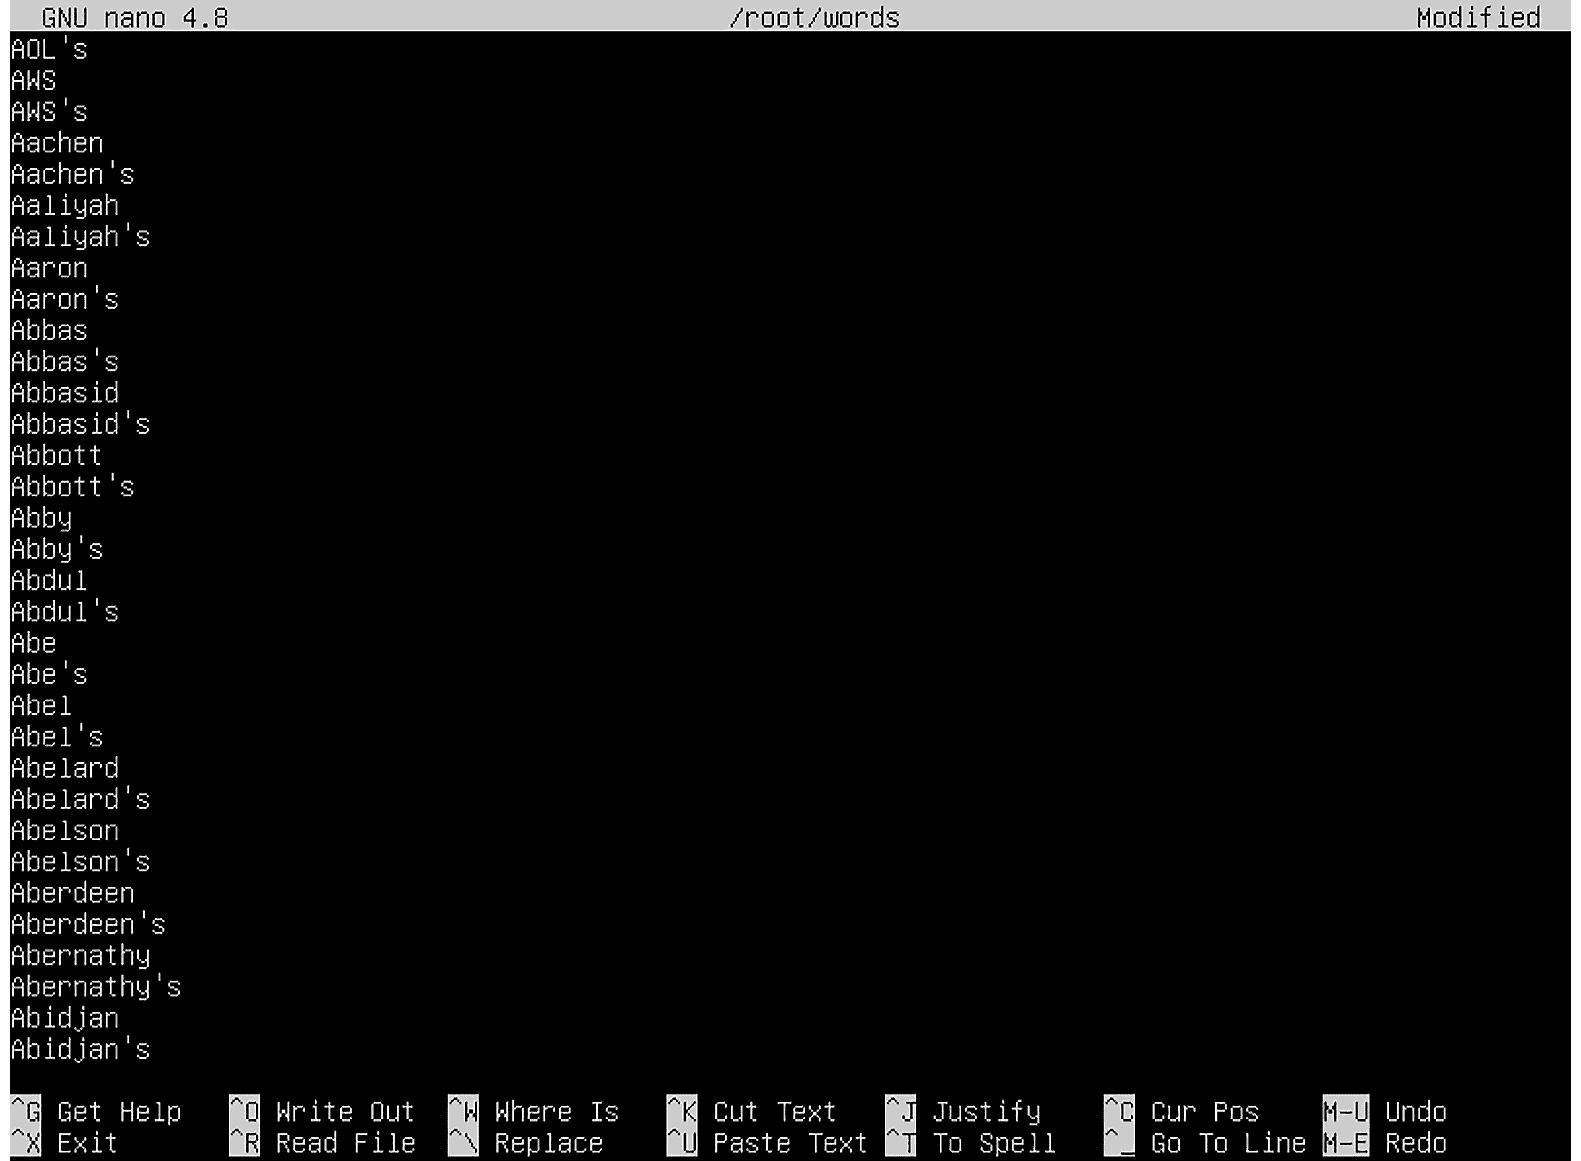 GNU nano 4.8 /root/words Modified
AOL's
AWS
AWS's
Aachen
Aachen's
Aaliyah
Aaliyah's
Aaron
Aaron's
Abbas
Abbas's
Abbasid
Abbasid's
Abbott
Abbott's
Abby
Abby's
Abdul
Abdul's
Abe
Abe's
Abel
Abel's
Abelard
Abelard's
Abelson
Abelson's
Aberdeen
Aberdeen's
Abernathy
Abernathy's
Abidjan
Abidjan's
^G Get Help ^O Write Out ^W Where Is ^K Cut Text ^J Justify ^C Cur Pos M-U Undo
^X Exit ^R Read File ^\ Replace ^U Paste Text ^T To Spell ^_ Go To Line M-E Redo